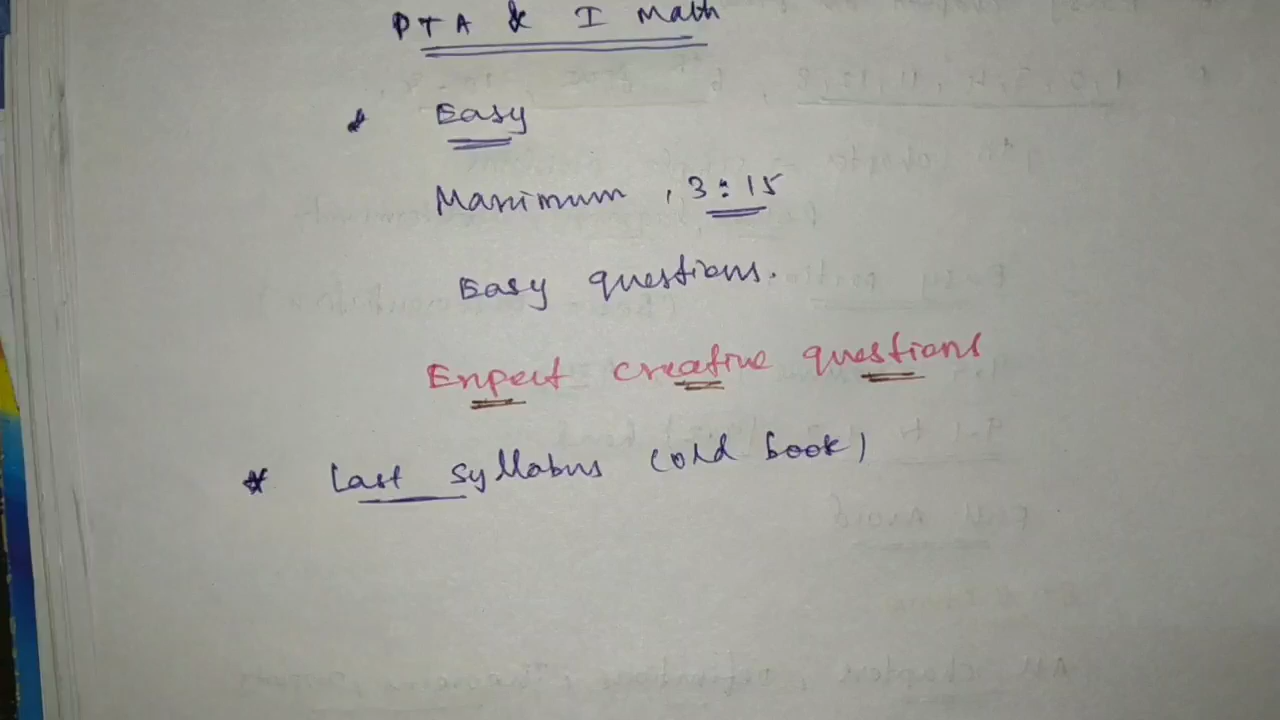 PTA & I Math
Easy
Maximum, 3:15
Easy questions.
Expect creative questions
* Last syllabus (old book)